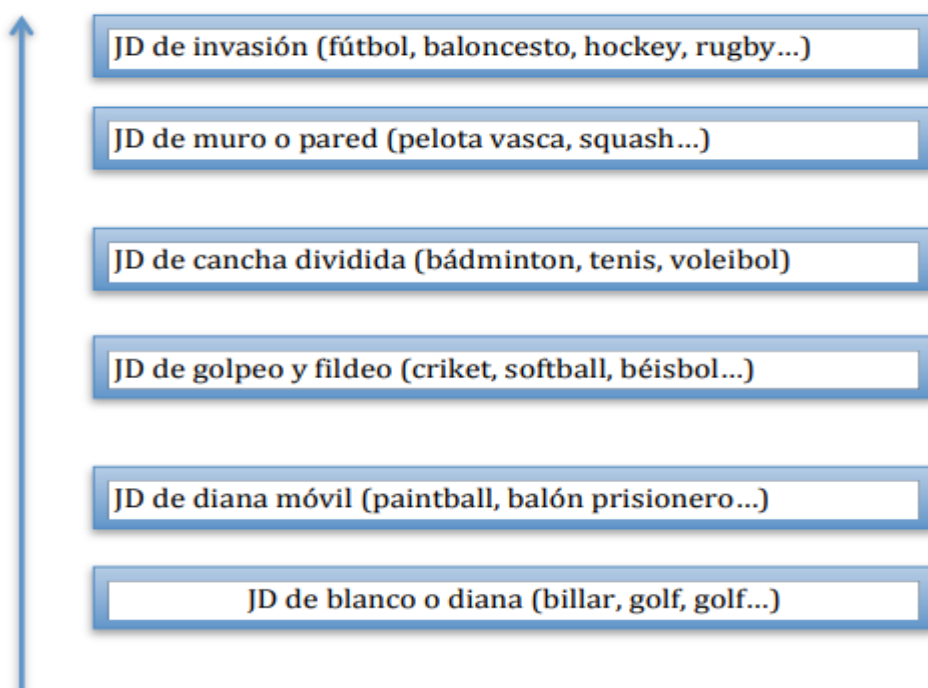 JD de invasión (fútbol, baloncesto, hockey, rugby…)
JD de muro o pared (pelota vasca, squash…)
JD de cancha dividida (bádminton, tenis, voleibol)
JD de golpeo y fildeo (criket, softball, béisbol…)
JD de diana móvil (paintball, balón prisionero…)
JD de blanco o diana (billar, golf, golf…)